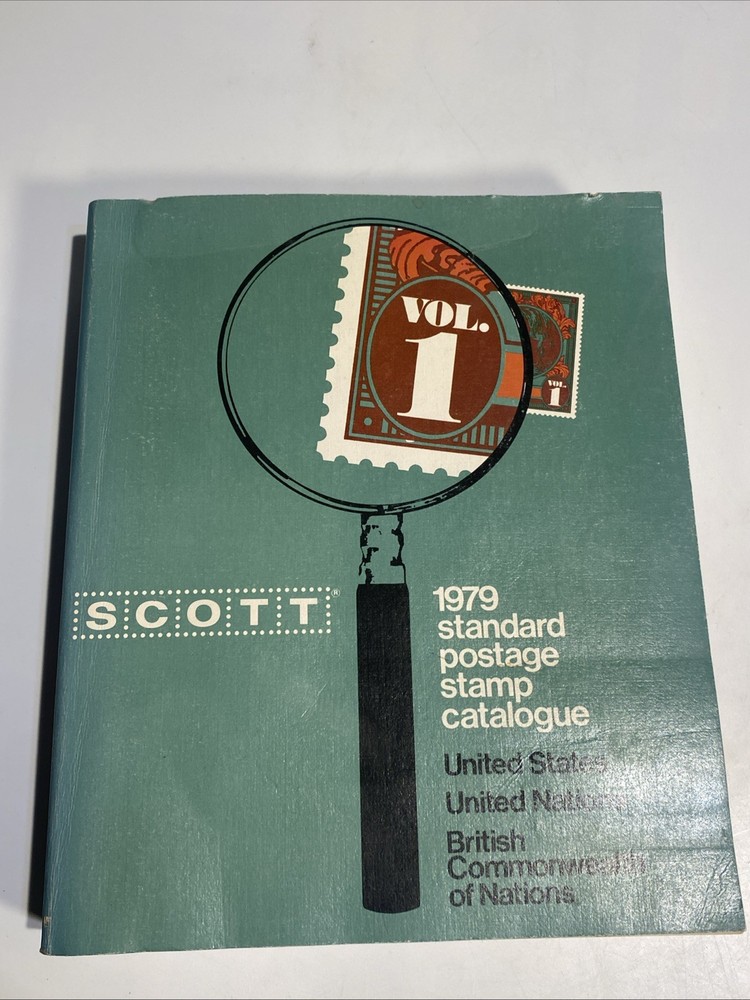 VOL.
1
VOL.
1
SCOTT®
1979
standard
postage
stamp
catalogue
United States
United Nations
British
Commonwealth
of Nations